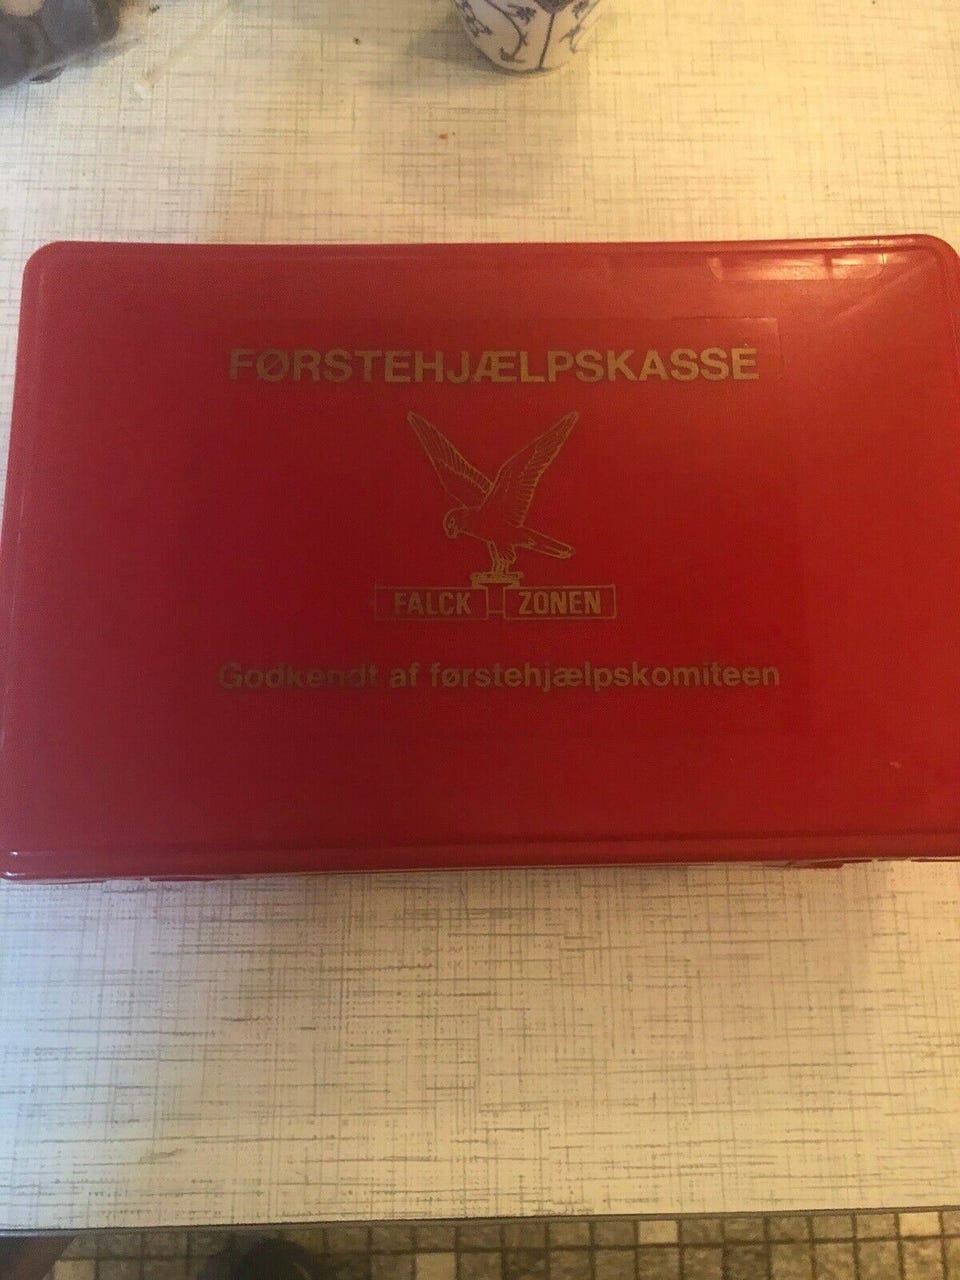 FØRSTEHJÆLPSKASSE
FALCK ZONEN
Godkendt af førstehjælpskomiteen